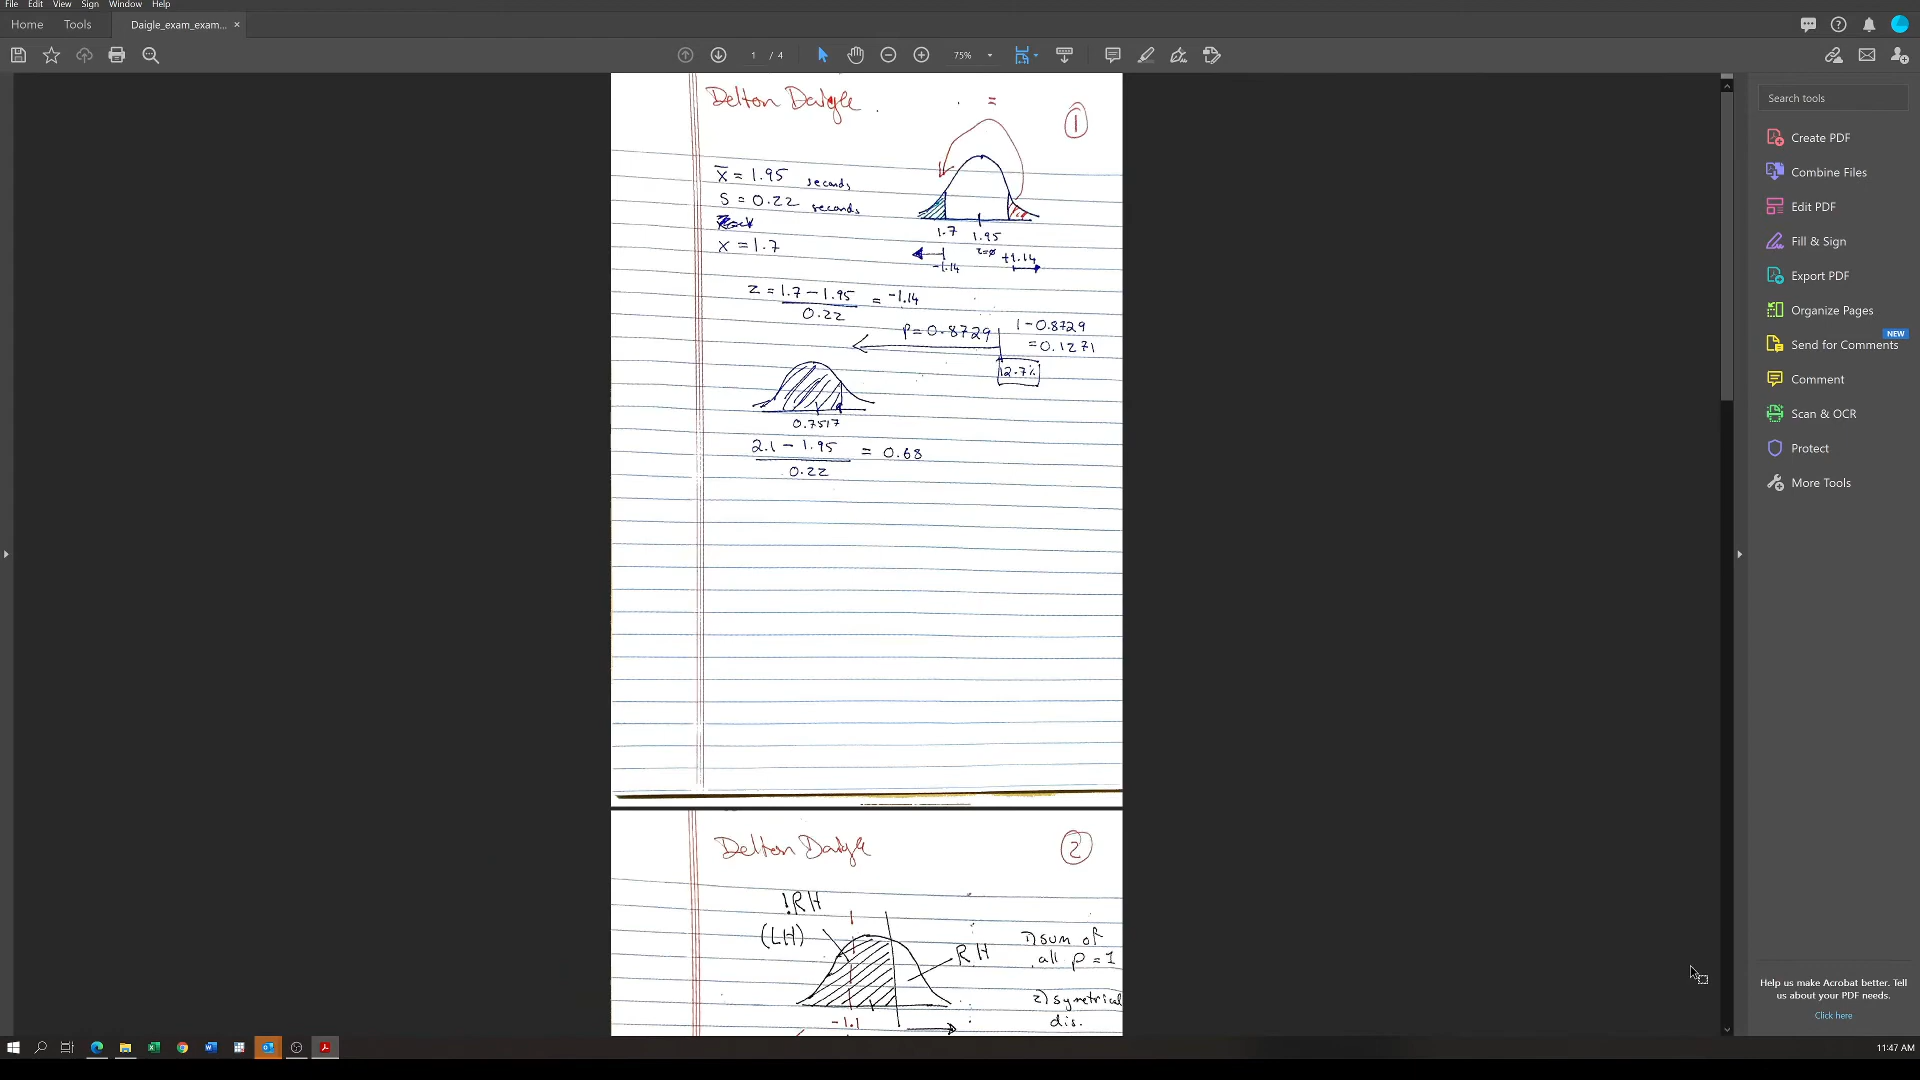 File Edit View Sign Window Help
Home Tools Daigle_exam_exam... ×
1 / 4 75%
Search tools
Create PDF
Combine Files
Edit PDF
Fill & Sign
Export PDF
Organize Pages
NEW
Send for Comments
Comment
Scan & OCR
Protect
More Tools
Help us make Acrobat better. Tell
us about your PDF needs.
Click here
Delton Daigle =
1
x̄ = 1.95 seconds
S = 0.22 seconds
x = 1.7
1.7 1.95
z=ø
-1.14 +1.14
z = 1.7 - 1.95 = -1.14
0.22
P = 0.8729 1 - 0.8729
= 0.1271
12.7%
0.7517
2.1 - 1.95 = 0.68
0.22
Delton Daigle
2
!RH
(LH)
RH
1) sum of
all p = 1
2) symetrical
dis.
-1.1
11:47 AM